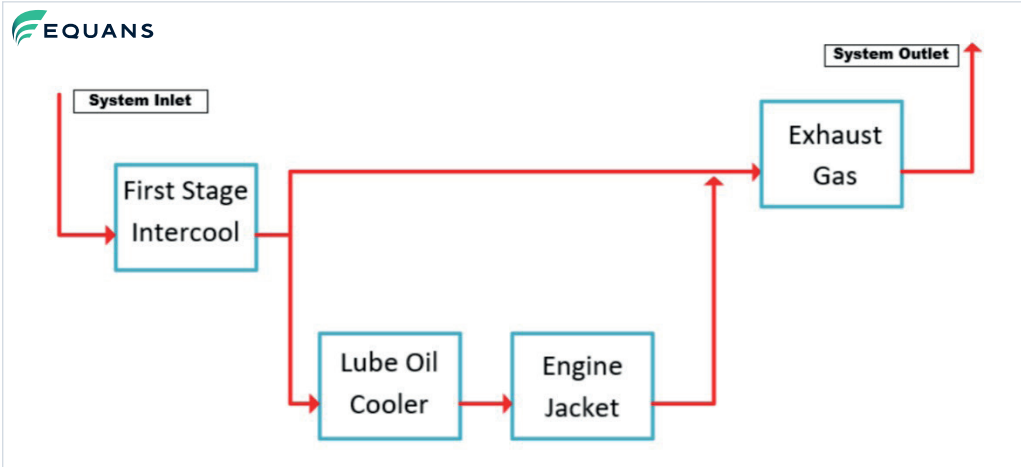 EQUANS
System Inlet
System Outlet
First Stage
Intercool
Exhaust
Gas
Lube Oil
Cooler
Engine
Jacket